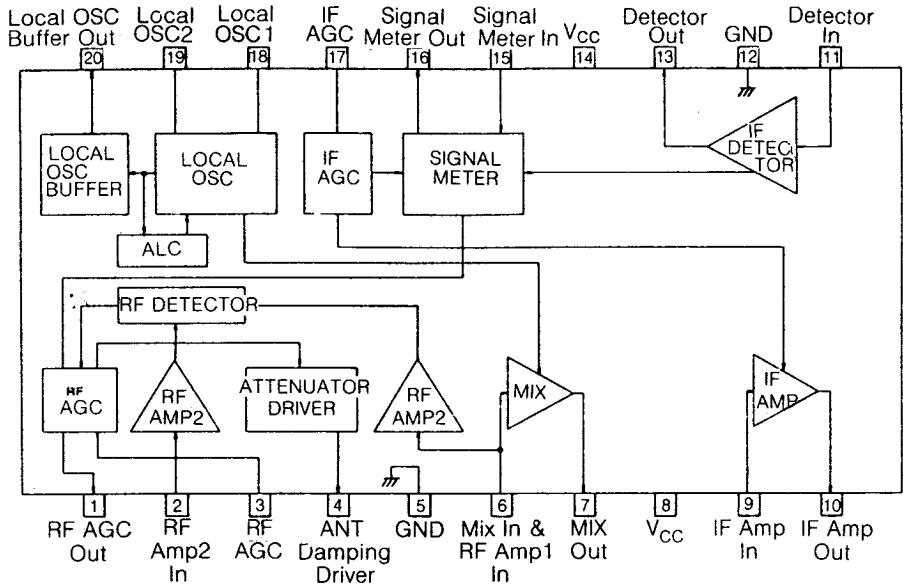 Local OSC
Buffer Out
Local
OSC2
Local
OSC1
IF
AGC
Signal
Meter Out
Signal
Meter In
VCC
Detector
Out
GND
Detector
In
20
19
18
17
16
15
14
13
12
11
LOCAL
OSC
BUFFER
LOCAL
OSC
IF
AGC
SIGNAL
METER
IF
DETEC
TOR
ALC
RF DETECTOR
RF
AGC
RF
AMP2
ATTENUATOR
DRIVER
RF
AMP2
MIX
IF
AMP
1
2
3
4
5
6
7
8
9
10
RF AGC
Out
RF
Amp2
In
RF
AGC
ANT
Damping
Driver
GND
Mix In &
RF Amp1
In
MIX
Out
VCC
IF Amp
In
IF Amp
Out